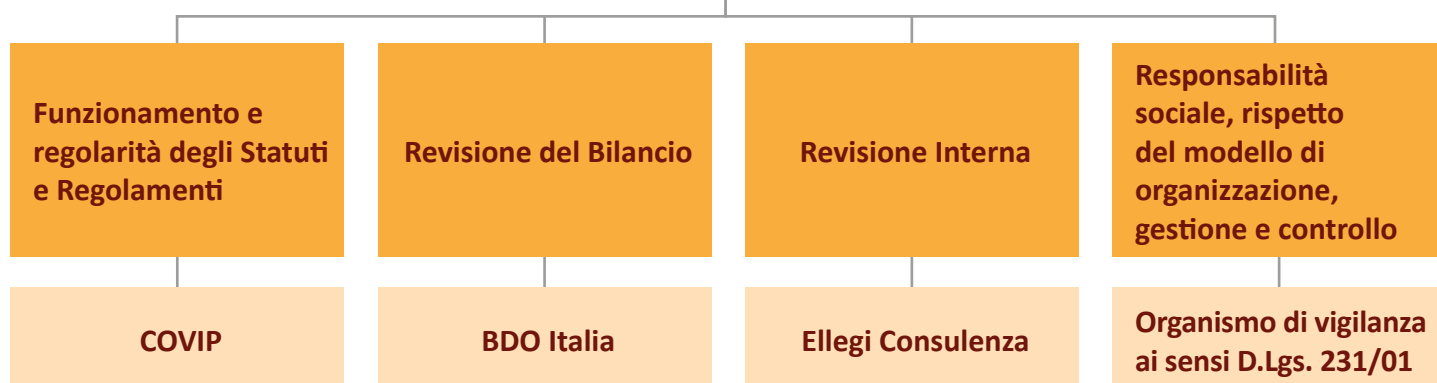 Funzionamento e
regolarità degli Statuti
e Regolamenti
Revisione del Bilancio
Revisione Interna
Responsabilità
sociale, rispetto
del modello di
organizzazione,
gestione e controllo
COVIP
BDO Italia
Ellegi Consulenza
Organismo di vigilanza
ai sensi D.Lgs. 231/01